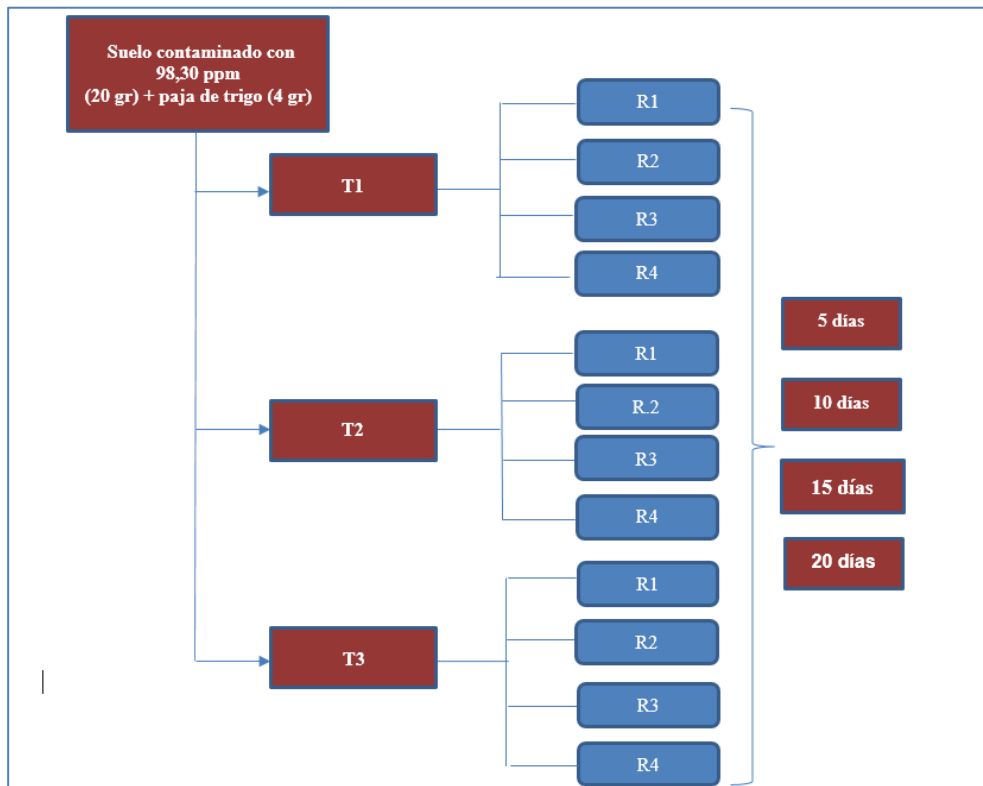 Suelo contaminado con
98,30 ppm
(20 gr) + paja de trigo (4 gr)
T1
R1
R2
R3
R4
T2
R1
R.2
R3
R4
T3
R1
R2
R3
R4
5 días
10 días
15 días
20 días